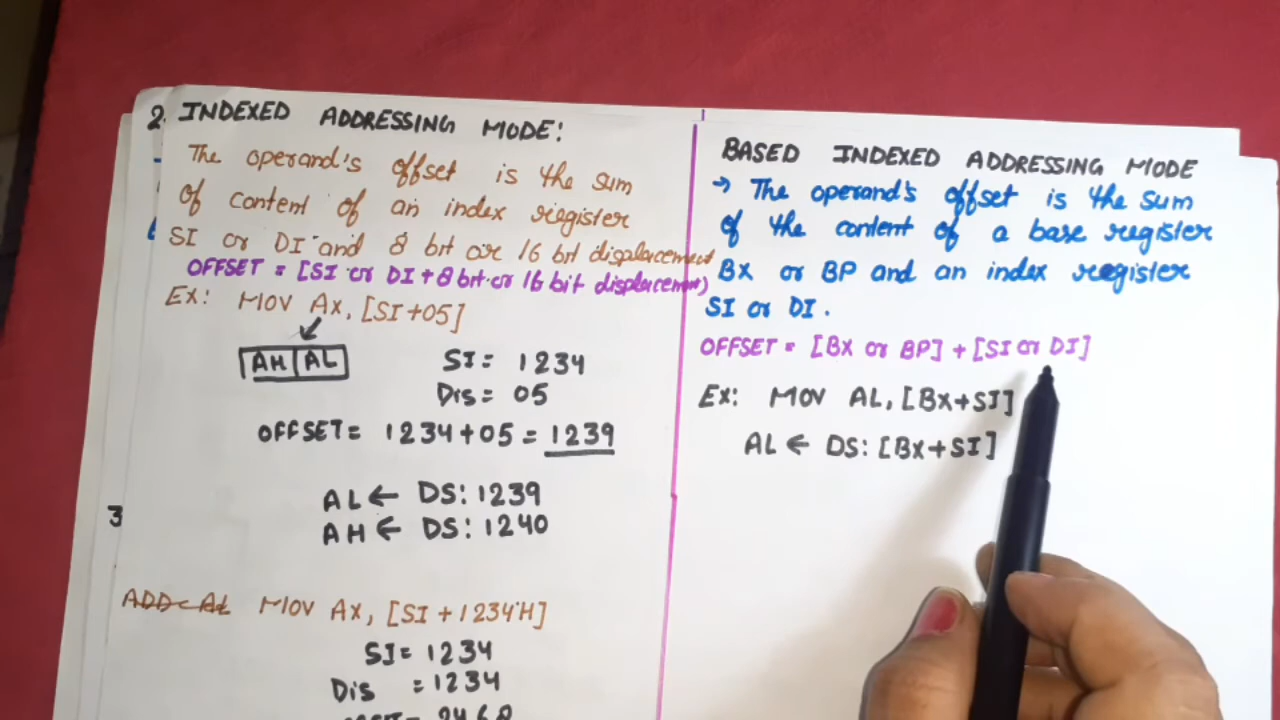 2. INDEXED ADDRESSING MODE:
The operand's offset is the sum
of content of an index register
SI or DI and 8 bit or 16 bit displacement
OFFSET = [SI or DI + 8 bit or 16 bit displacement)
Ex: MOV Ax, [SI+05]
AH AL
SI = 1234
Dis = 05
OFFSET = 1234+05 = 1239
AL ← DS: 1239
AH ← DS: 1240
3
ADD AL MOV Ax, [SI + 1234H]
SI = 1234
Dis = 1234
2468
BASED INDEXED ADDRESSING MODE
→ The operand's offset is the sum
of the content of a base register
Bx or BP and an index register
SI or DI.
OFFSET = [Bx or BP] + [SI or DI]
Ex: MOV AL, [Bx+SI]
AL ← DS: [Bx+SI]